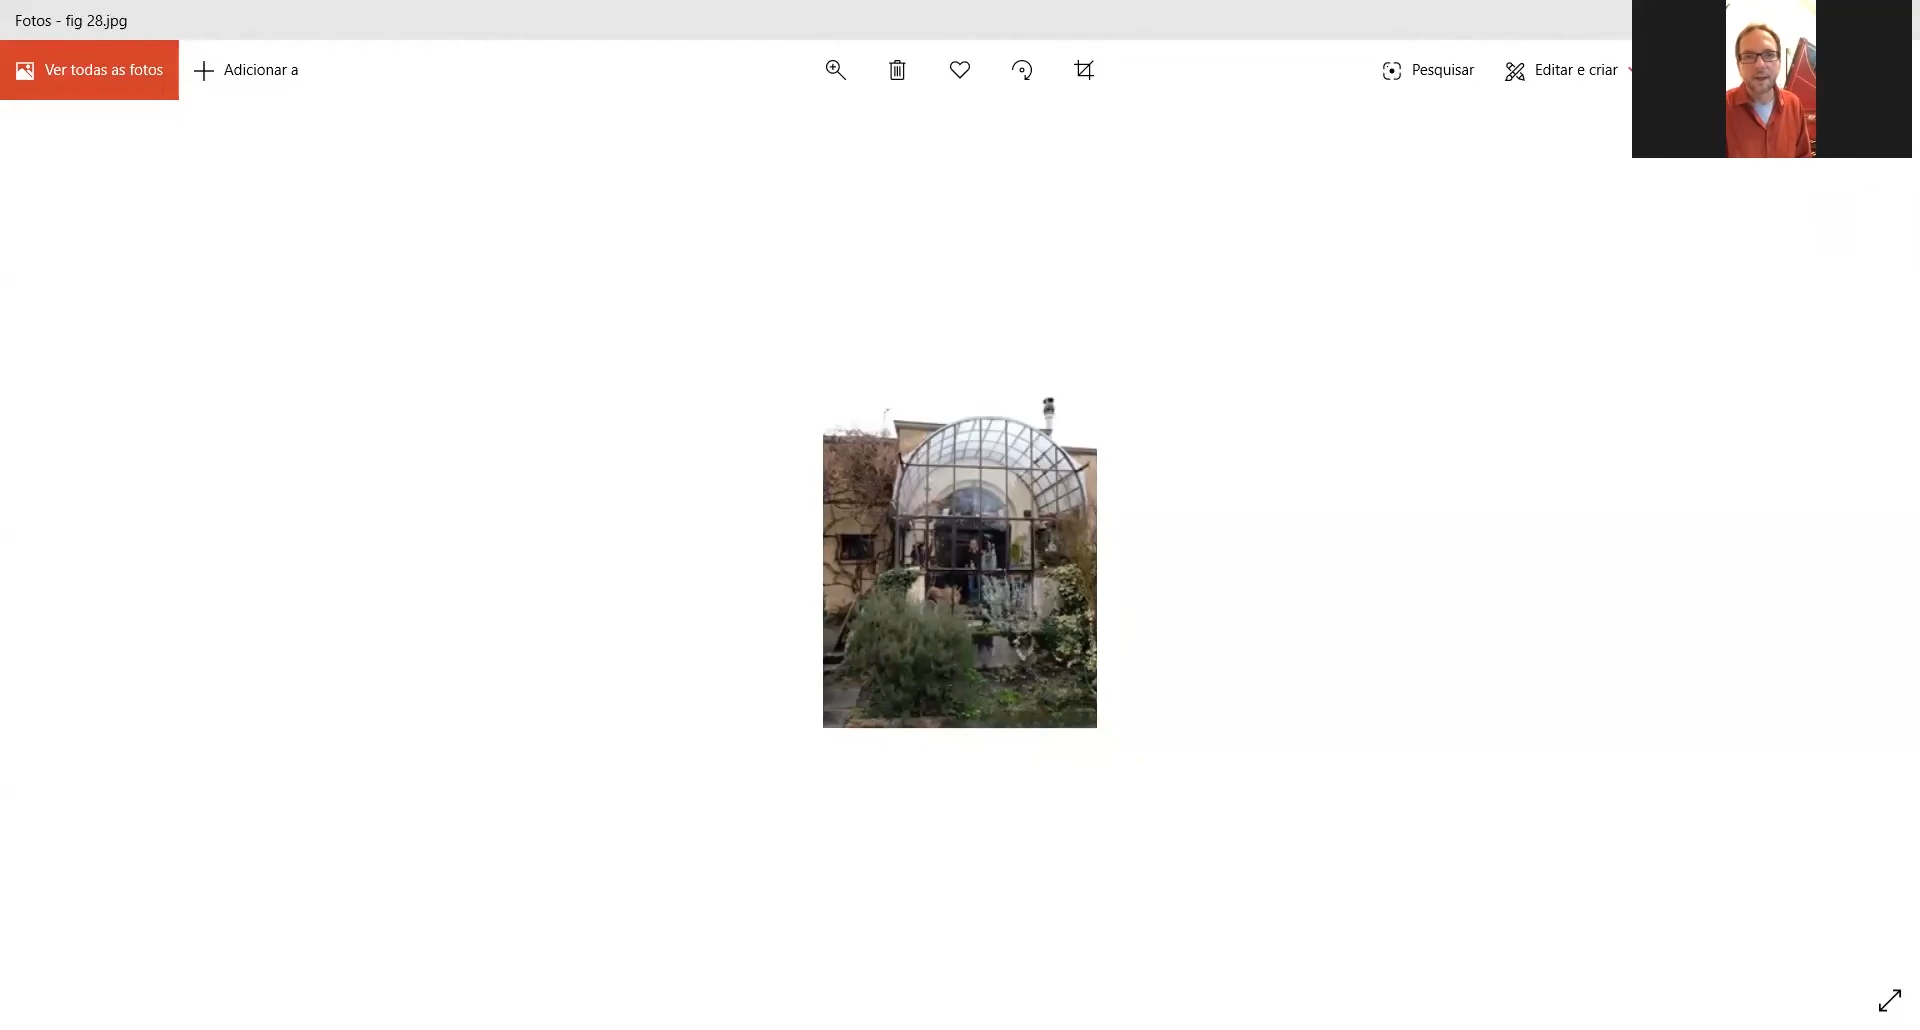 Fotos - fig 28.jpg
Ver todas as fotos
Adicionar a
Pesquisar
Editar e criar